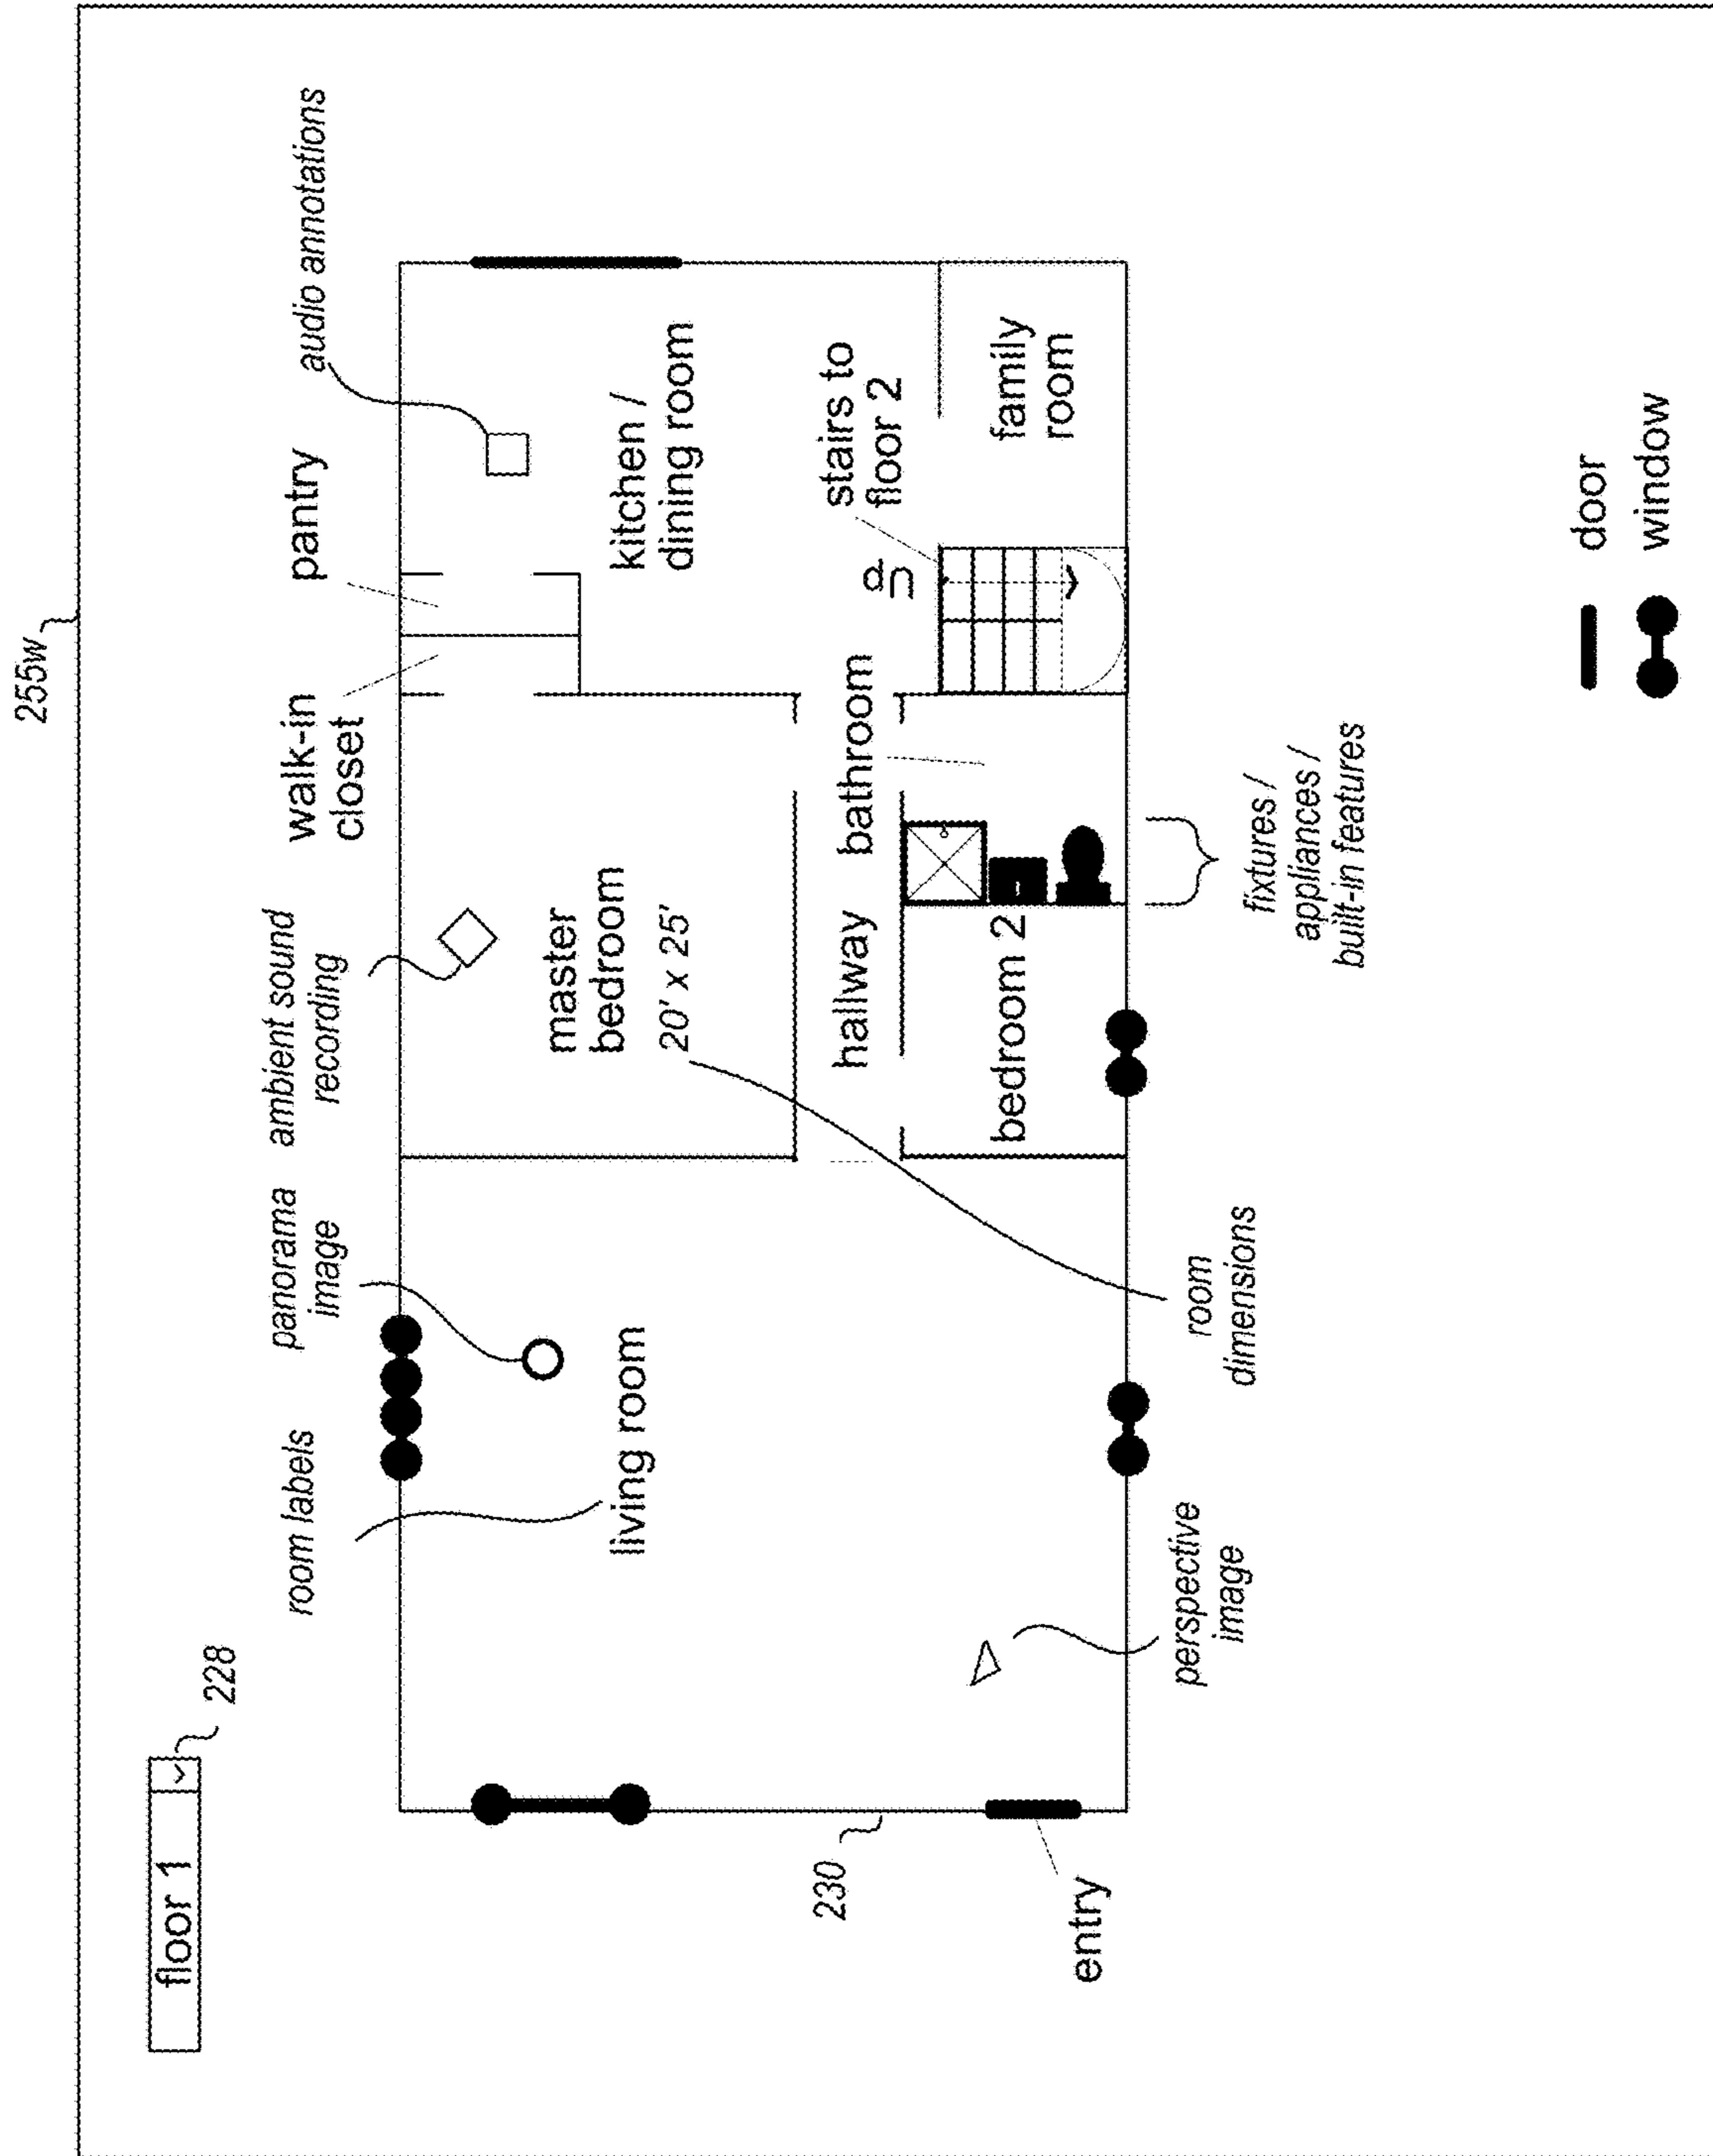 255w
floor 1
228
room labels
panorama
image
ambient sound
recording
walk-in
closet
pantry
audio annotations
living room
master
bedroom
20' x 25'
kitchen /
dining room
hallway
bathroom
up
stairs to
floor 2
bedroom 2
family
room
230
entry
perspective
image
room
dimensions
fixtures /
appliances /
built-in features
door
window